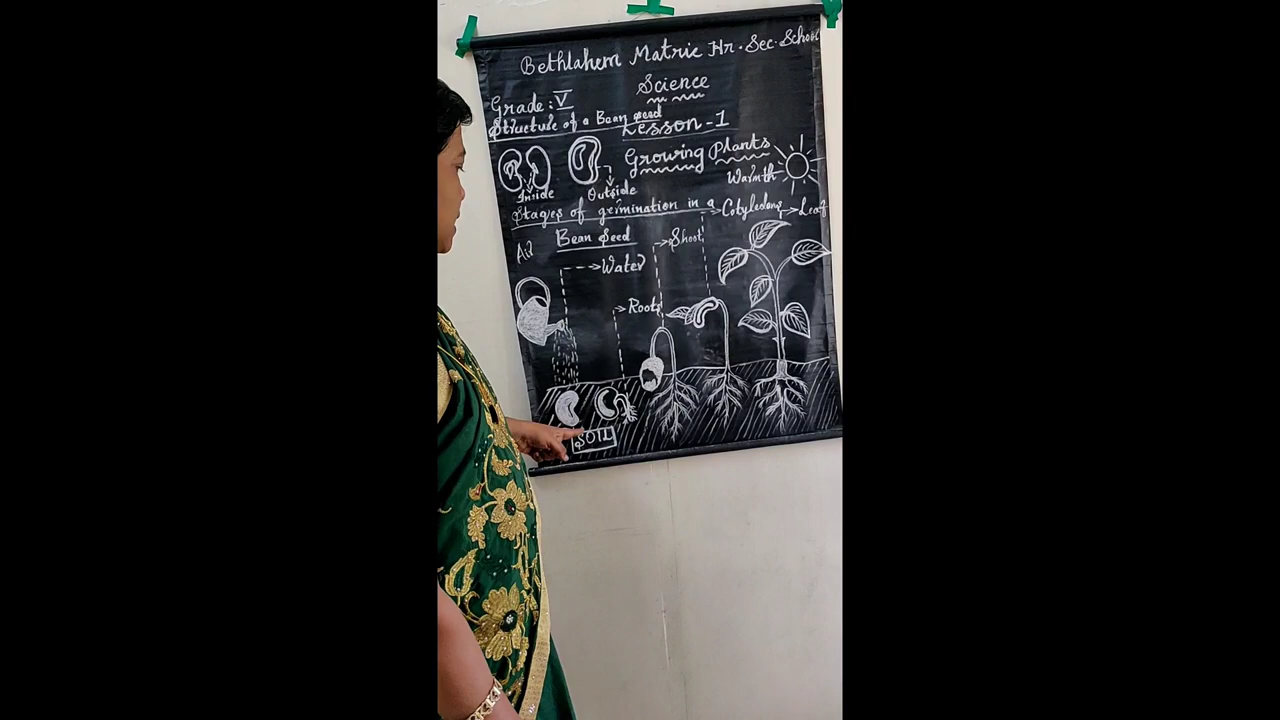 Bethlahem Matric Hr. Sec. School
Science
Grade: V
Structure of a Bean seed
Lesson-1
Growing Plants
Warmth
Inside
Outside
Stages of germination in a
Bean Seed
Cotyledons
Leaf
Air
Shoot
Water
Roots
SOIL